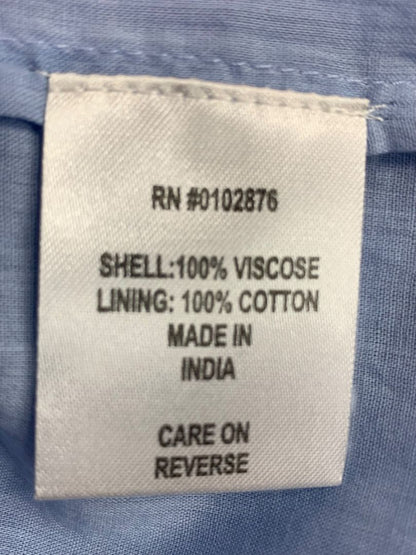 RN #0102876
SHELL:100% VISCOSE
LINING: 100% COTTON
MADE IN
INDIA
CARE ON
REVERSE